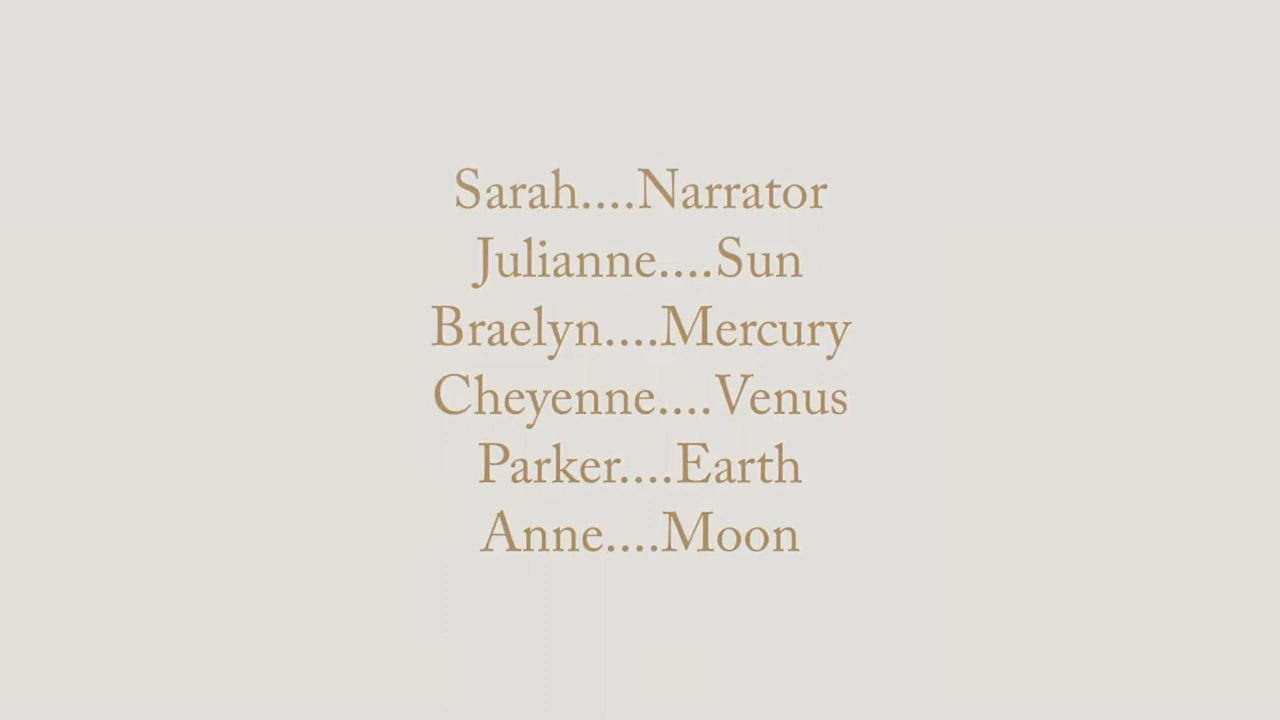 Sarah....Narrator
Julianne....Sun
Braelyn....Mercury
Cheyenne....Venus
Parker....Earth
Anne....Moon